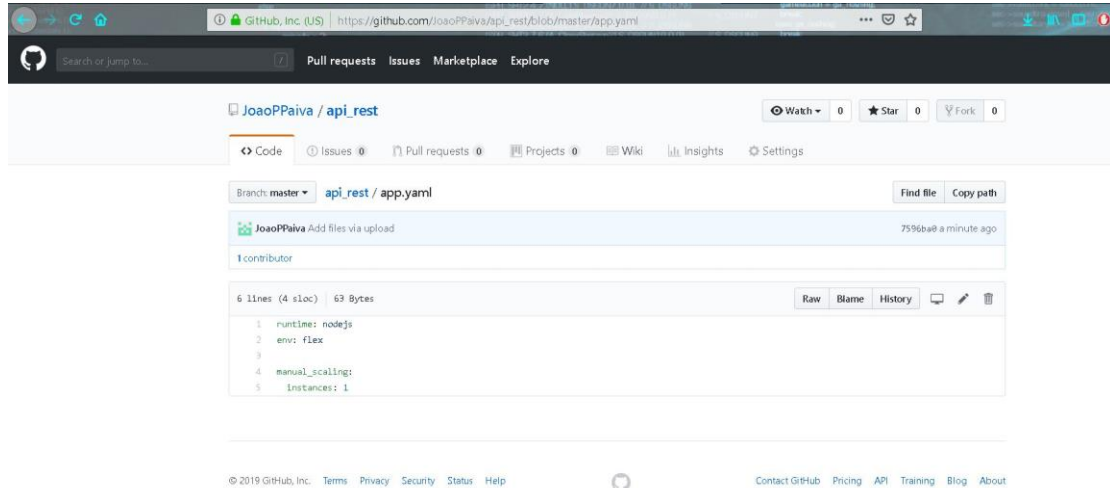 GitHub, Inc. (US) https://github.com/JoaoPPaiva/api_rest/blob/master/app.yaml
Search or jump to... / Pull requests Issues Marketplace Explore
JoaoPPaiva / api_rest Watch 0 Star 0 Fork 0
Code Issues 0 Pull requests 0 Projects 0 Wiki Insights Settings
Branch: master api_rest / app.yaml Find file Copy path
JoaoPPaiva Add files via upload 7596ba0 a minute ago
1 contributor
6 lines (4 sloc) 63 Bytes Raw Blame History
1 runtime: nodejs
2 env: flex
3
4 manual_scaling:
5 instances: 1
© 2019 GitHub, Inc. Terms Privacy Security Status Help Contact GitHub Pricing API Training Blog About